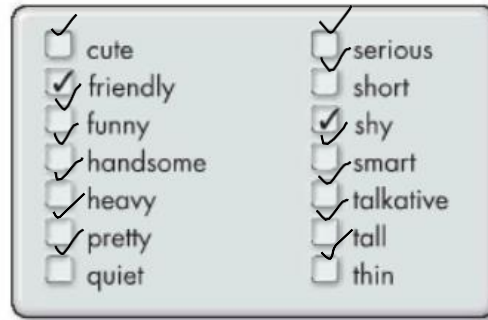 cute
friendly
funny
handsome
heavy
pretty
quiet
serious
short
shy
smart
talkative
tall
thin